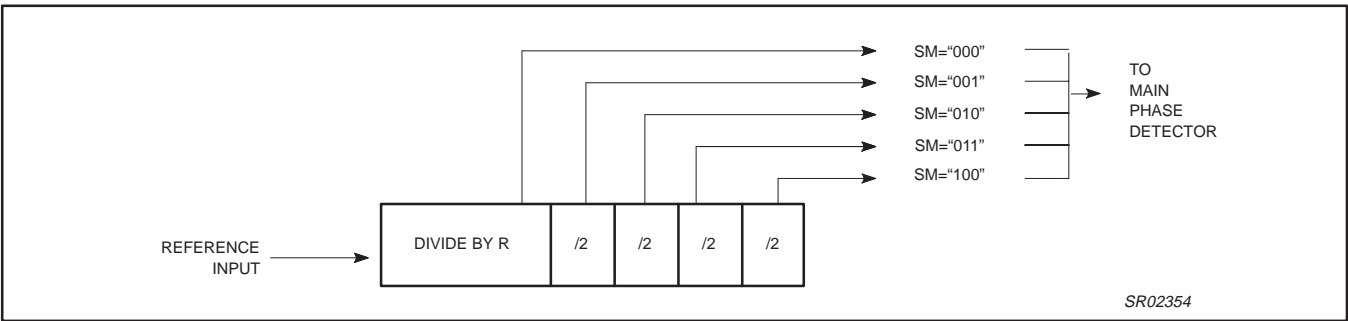 SM=“000”
SM=“001”
SM=“010”
SM=“011”
SM=“100”
TO
MAIN
PHASE
DETECTOR
REFERENCE
INPUT
DIVIDE BY R
/2
/2
/2
/2
SR02354